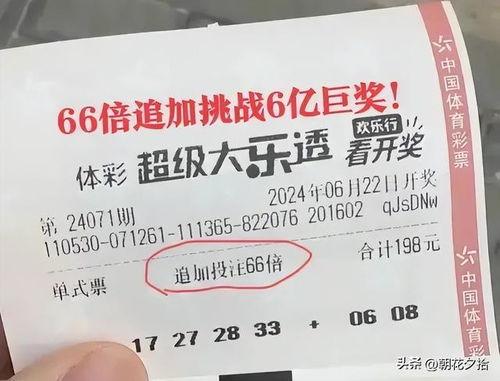 66倍追加挑战6亿巨奖!
体彩 超级大乐透 欢乐行 看开奖
第 24071期 2024年06月22日开奖
110530-071261-111365-822076 201602 qJsDNw
单式票 追加投注66倍 合计198元
17 27 28 33 + 06 08
中国体育彩票
中国体育彩票
头条 @朝花夕拾